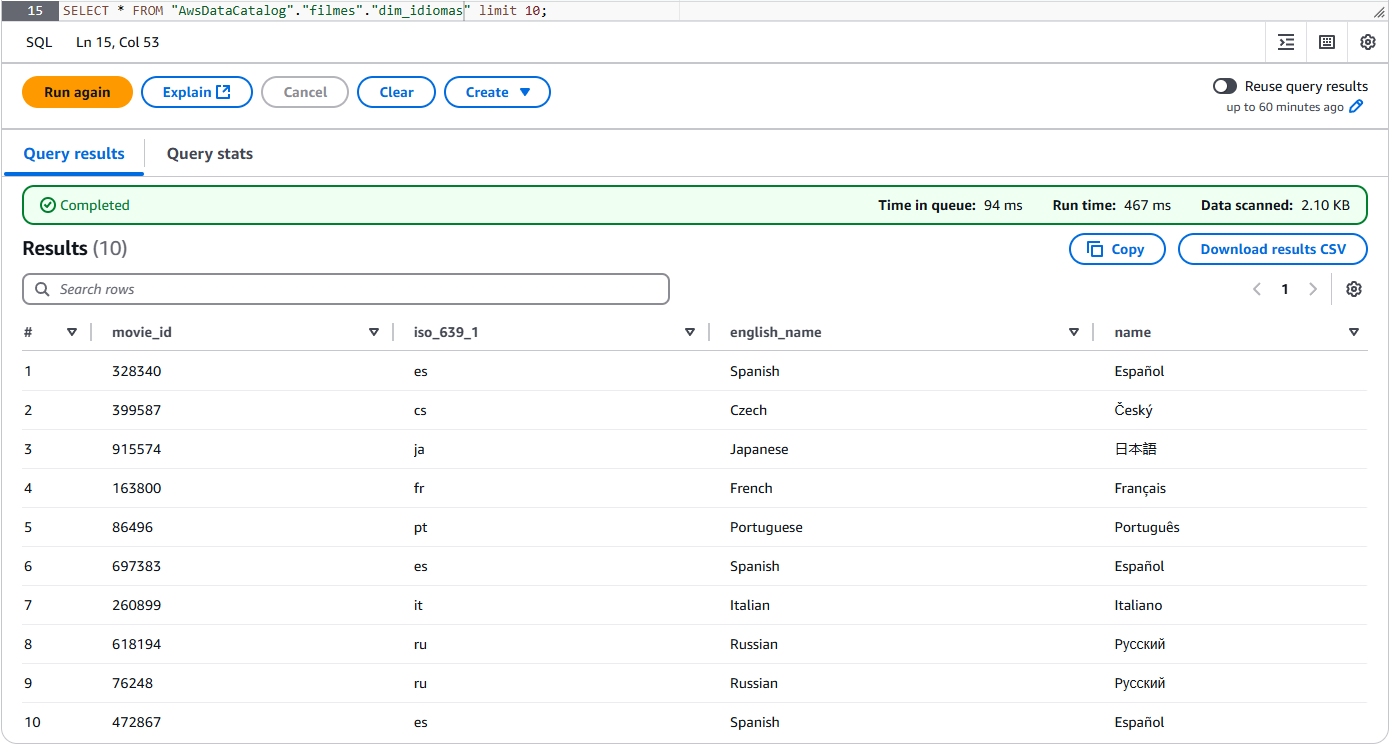 15 SELECT * FROM "AwsDataCatalog"."filmes"."dim_idiomas" limit 10;
SQL Ln 15, Col 53
Run again Explain Cancel Clear Create Reuse query results
up to 60 minutes ago
Query results Query stats
Completed Time in queue: 94 ms Run time: 467 ms Data scanned: 2.10 KB
Results (10) Copy Download results CSV
Search rows 1
# movie_id iso_639_1 english_name name
1 328340 es Spanish Español
2 399587 cs Czech Český
3 915574 ja Japanese 日本語
4 163800 fr French Français
5 86496 pt Portuguese Português
6 697383 es Spanish Español
7 260899 it Italian Italiano
8 618194 ru Russian Русский
9 76248 ru Russian Русский
10 472867 es Spanish Español